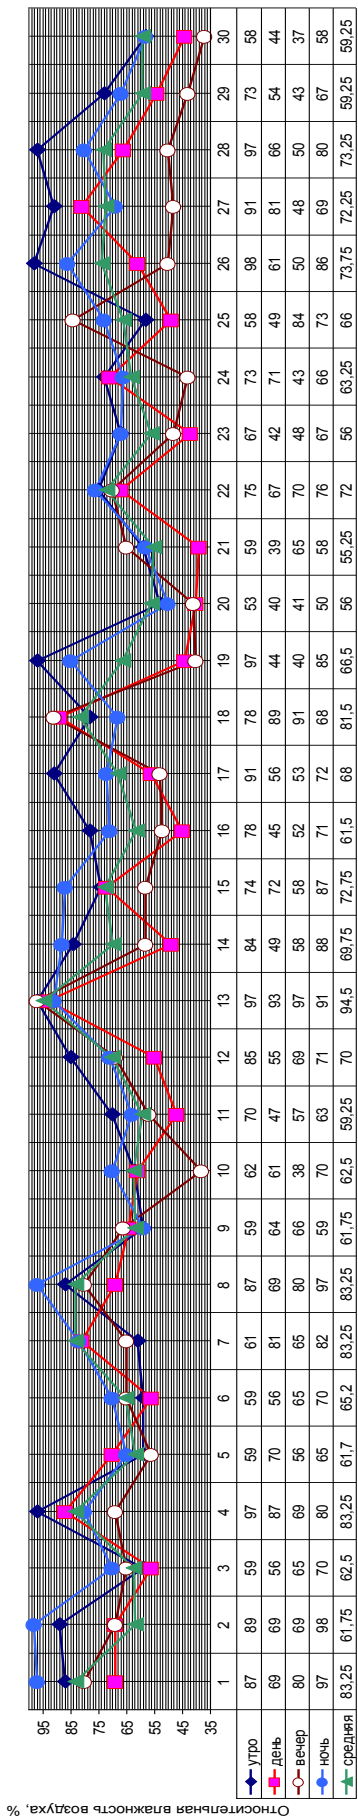 Относительная влажность воздуха, %
95
85
75
65
55
45
35
1 2 3 4 5 6 7 8 9 10 11 12 13 14 15 16 17 18 19 20 21 22 23 24 25 26 27 28 29 30
утро 87 89 59 97 59 59 61 87 59 62 70 85 97 84 74 78 91 78 97 53 59 75 67 73 58 98 91 97 73 58
день 69 69 56 87 70 56 81 69 64 61 47 55 93 49 72 45 56 89 44 40 39 67 42 71 49 61 81 66 54 44
вечер 80 69 65 69 56 65 65 80 66 38 57 69 97 58 58 52 53 91 40 41 65 70 48 43 84 50 48 50 43 37
ночь 97 98 70 80 65 70 82 97 59 70 63 71 91 88 87 71 72 68 85 50 58 76 67 66 73 86 69 80 67 58
средняя 83,25 61,75 62,5 83,25 61,7 65,2 83,25 83,25 61,75 62,5 59,25 70 94,5 69,75 72,75 61,5 68 81,5 66,5 56 55,25 72 56 63,25 66 73,75 72,25 73,25 59,25 59,25